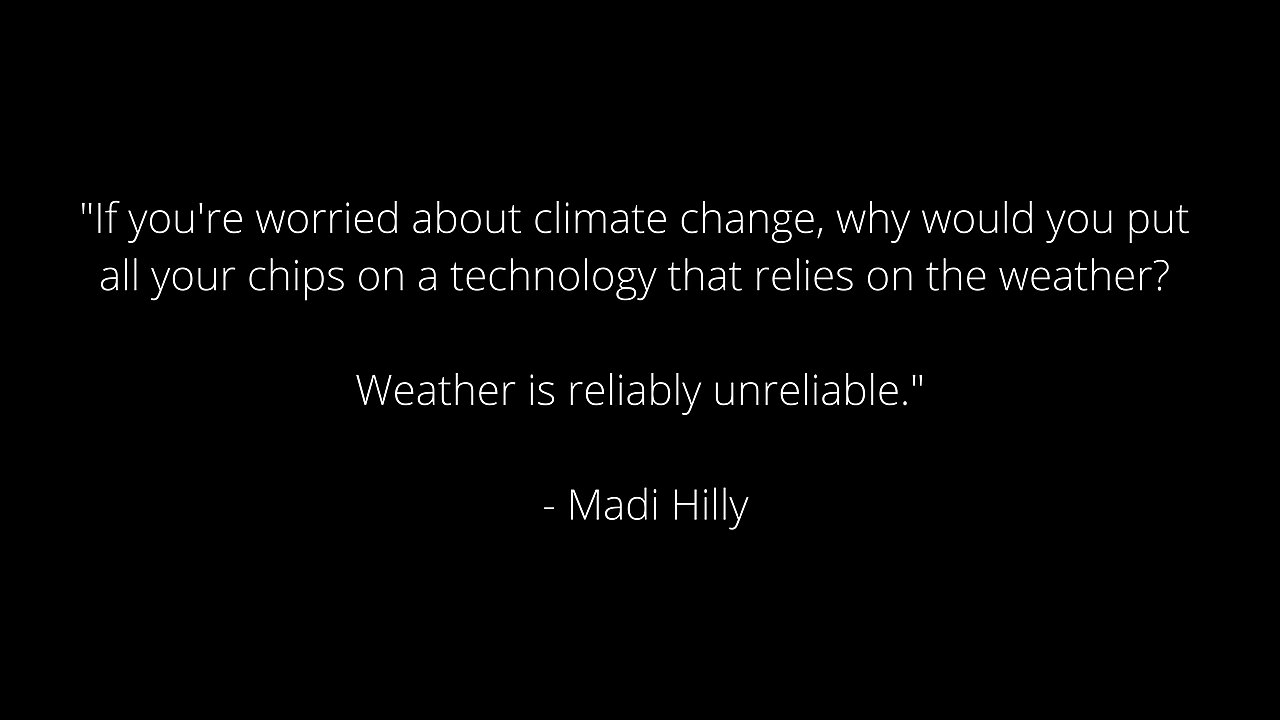 "If you're worried about climate change, why would you put
all your chips on a technology that relies on the weather?
Weather is reliably unreliable."
- Madi Hilly